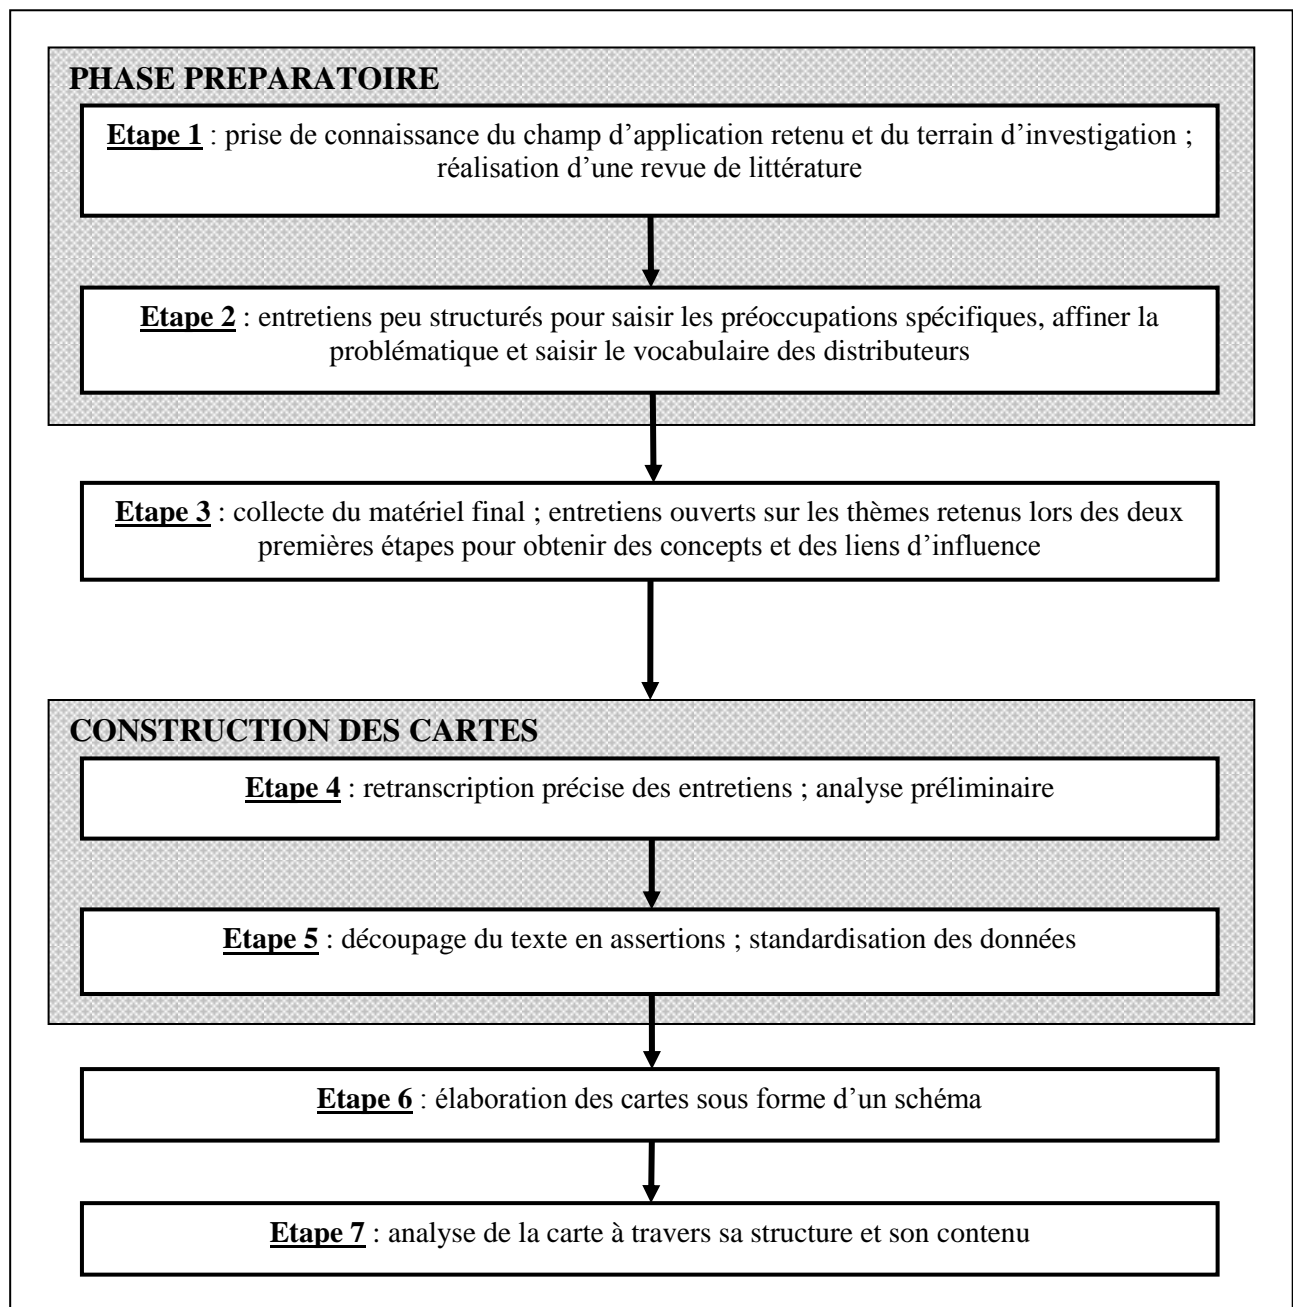 PHASE PREPARATOIRE
Etape 1 : prise de connaissance du champ d’application retenu et du terrain d’investigation ;
réalisation d’une revue de littérature
Etape 2 : entretiens peu structurés pour saisir les préoccupations spécifiques, affiner la
problématique et saisir le vocabulaire des distributeurs
Etape 3 : collecte du matériel final ; entretiens ouverts sur les thèmes retenus lors des deux
premières étapes pour obtenir des concepts et des liens d’influence
CONSTRUCTION DES CARTES
Etape 4 : retranscription précise des entretiens ; analyse préliminaire
Etape 5 : découpage du texte en assertions ; standardisation des données
Etape 6 : élaboration des cartes sous forme d’un schéma
Etape 7 : analyse de la carte à travers sa structure et son contenu